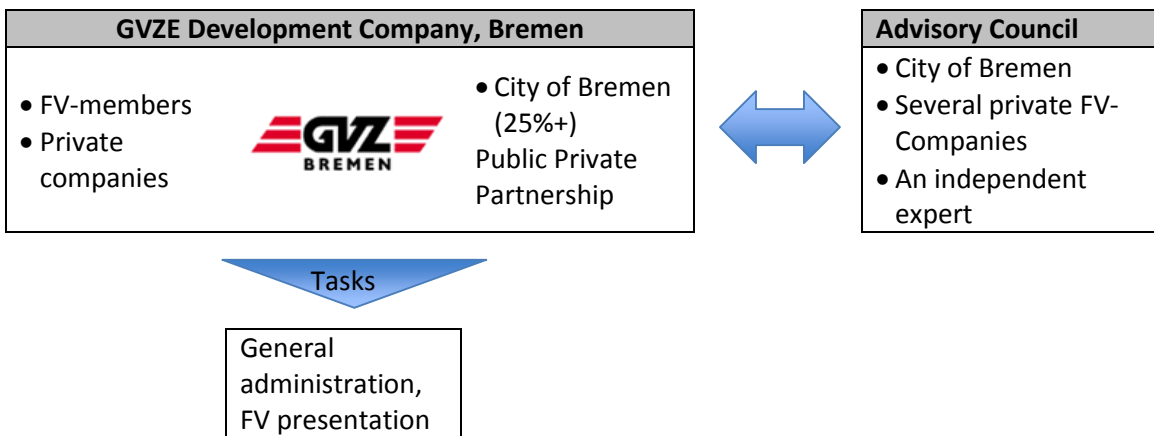 GVZE Development Company, Bremen
• FV-members
• Private
companies
GVZ
BREMEN
• City of Bremen
(25%+)
Public Private
Partnership
Advisory Council
• City of Bremen
• Several private FV-
Companies
• An independent
expert
Tasks
General
administration,
FV presentation